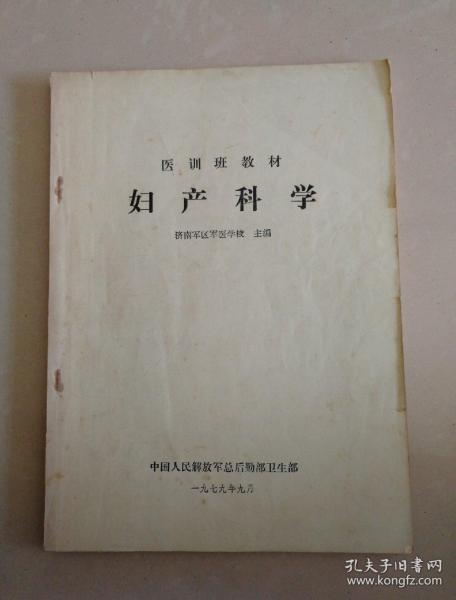 医训班教材
妇产科学
济南军区军医学校 主编
中国人民解放军总后勤部卫生部
一九七九年九月
孔夫子旧书网
www.kongfz.com